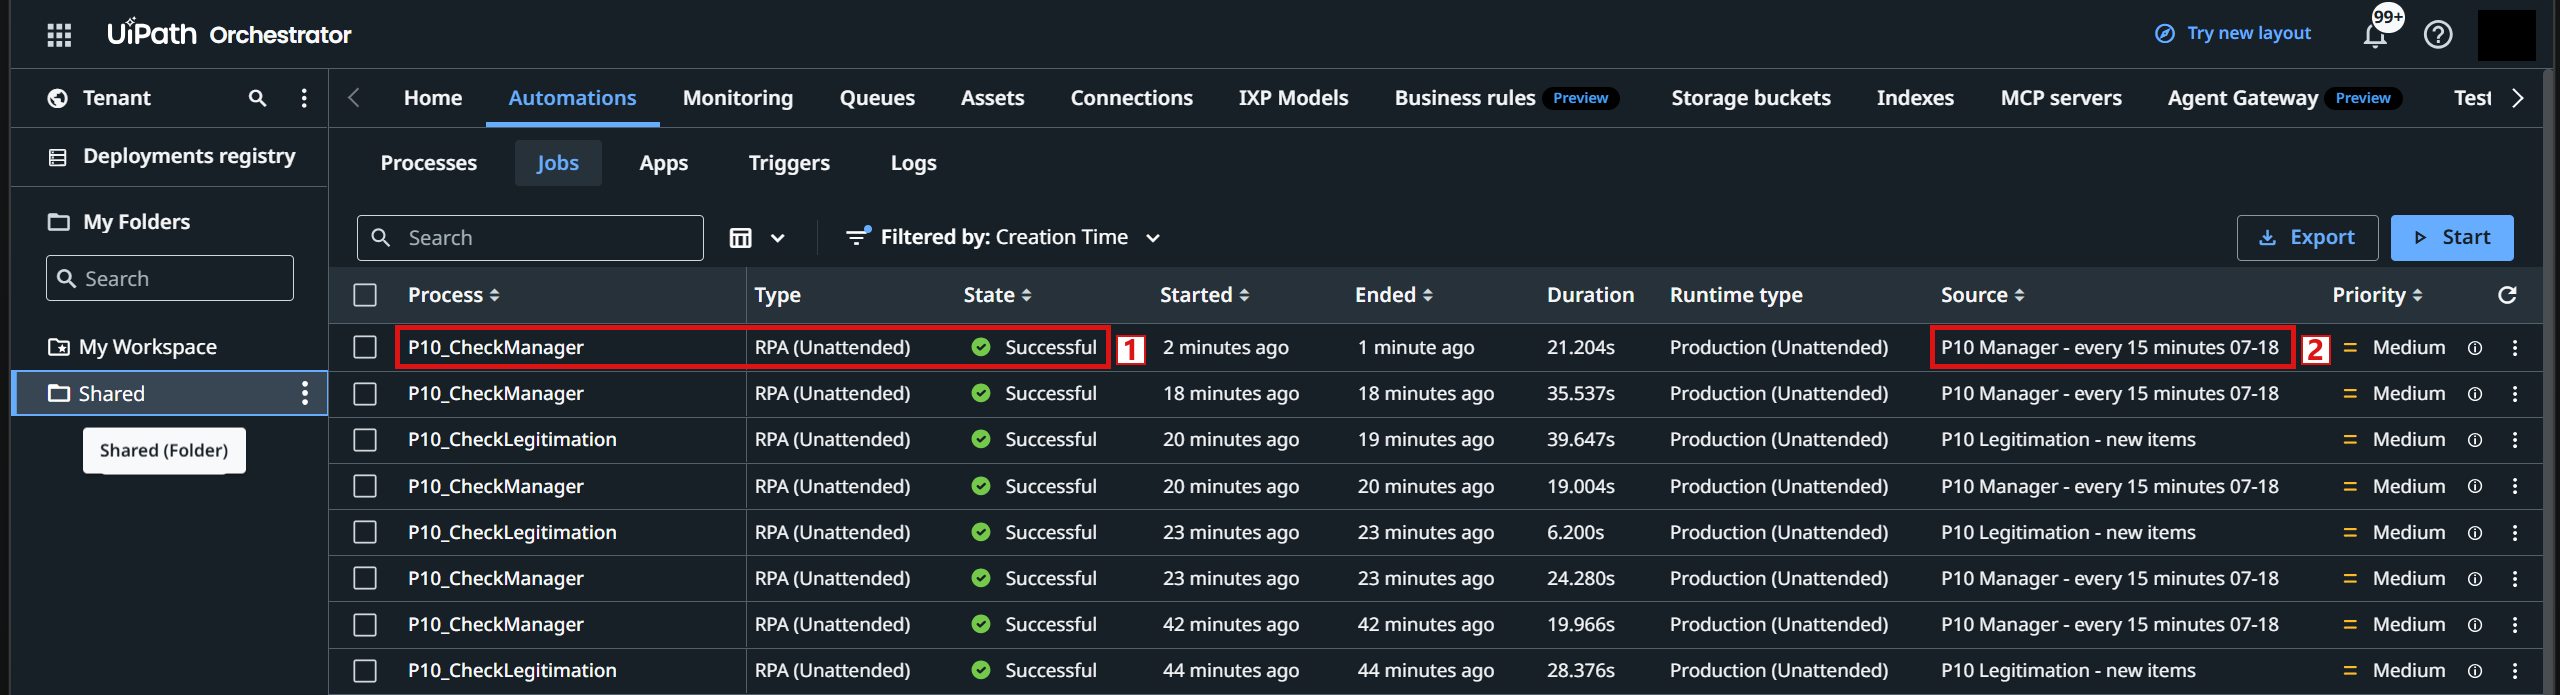 UiPath Orchestrator
Try new layout
99+
Tenant
Home Automations Monitoring Queues Assets Connections IXP Models Business rules Preview Storage buckets Indexes MCP servers Agent Gateway Preview Test
Deployments registry
Processes Jobs Apps Triggers Logs
My Folders
Search
My Workspace
Shared
Shared (Folder)
Search
Filtered by: Creation Time
Export
Start
Process Type State Started Ended Duration Runtime type Source Priority
P10_CheckManager RPA (Unattended) Successful 1 2 minutes ago 1 minute ago 21.204s Production (Unattended) P10 Manager - every 15 minutes 07-18 2 Medium
P10_CheckManager RPA (Unattended) Successful 18 minutes ago 18 minutes ago 35.537s Production (Unattended) P10 Manager - every 15 minutes 07-18 Medium
P10_CheckLegitimation RPA (Unattended) Successful 20 minutes ago 19 minutes ago 39.647s Production (Unattended) P10 Legitimation - new items Medium
P10_CheckManager RPA (Unattended) Successful 20 minutes ago 20 minutes ago 19.004s Production (Unattended) P10 Manager - every 15 minutes 07-18 Medium
P10_CheckLegitimation RPA (Unattended) Successful 23 minutes ago 23 minutes ago 6.200s Production (Unattended) P10 Legitimation - new items Medium
P10_CheckManager RPA (Unattended) Successful 23 minutes ago 23 minutes ago 24.280s Production (Unattended) P10 Manager - every 15 minutes 07-18 Medium
P10_CheckManager RPA (Unattended) Successful 42 minutes ago 42 minutes ago 19.966s Production (Unattended) P10 Manager - every 15 minutes 07-18 Medium
P10_CheckLegitimation RPA (Unattended) Successful 44 minutes ago 44 minutes ago 28.376s Production (Unattended) P10 Legitimation - new items Medium